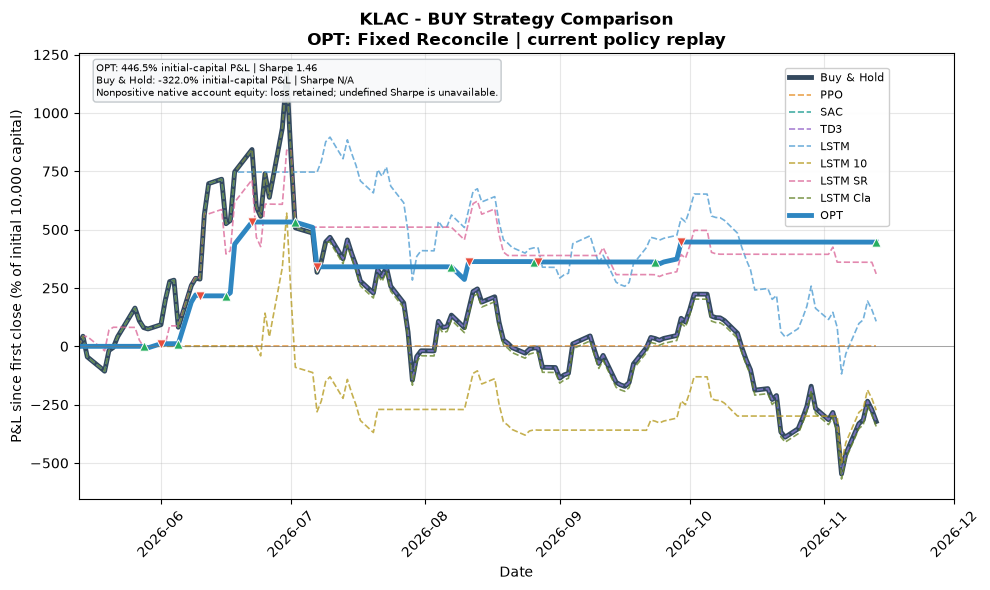 KLAC - BUY Strategy Comparison
OPT: Fixed Reconcile | current policy replay
OPT: 446.5% initial-capital P&L | Sharpe 1.46
Buy & Hold: -322.0% initial-capital P&L | Sharpe N/A
Nonpositive native account equity: loss retained; undefined Sharpe is unavailable.
Buy & Hold
PPO
SAC
TD3
LSTM
LSTM 10
LSTM SR
LSTM Cla
OPT
P&L since first close (% of initial 10,000 capital)
1250
1000
750
500
250
0
−250
−500
2026-06
2026-07
2026-08
2026-09
2026-10
2026-11
2026-12
Date